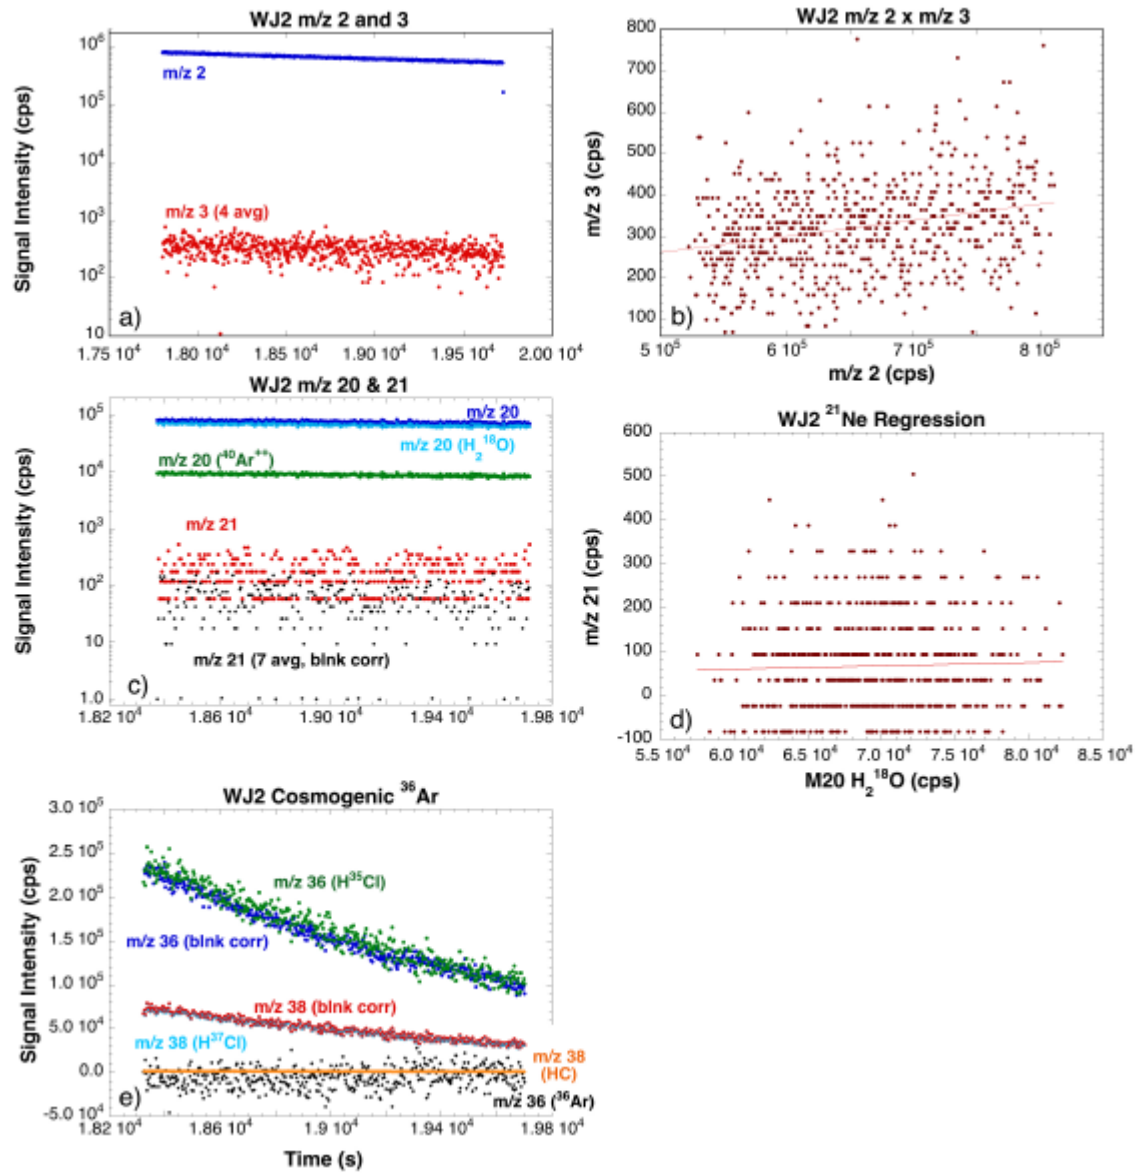 WJ2 m/z 2 and 3
Signal Intensity (cps)
10⁶
10⁵
10⁴
10³
10²
10
m/z 2
m/z 3 (4 avg)
a)
1.75 10⁴ 1.80 10⁴ 1.85 10⁴ 1.90 10⁴ 1.95 10⁴ 2.00 10⁴
WJ2 m/z 2 x m/z 3
m/z 3 (cps)
800
700
600
500
400
300
200
100
b)
5 10⁵ 6 10⁵ 7 10⁵ 8 10⁵
m/z 2 (cps)
WJ2 m/z 20 & 21
Signal Intensity (cps)
10⁵
10⁴
10³
10²
10
1.0
m/z 20
m/z 20 (H₂¹⁸O)
m/z 20 (⁴⁰Ar⁺⁺)
m/z 21
m/z 21 (7 avg, blnk corr)
c)
1.82 10⁴ 1.86 10⁴ 1.90 10⁴ 1.94 10⁴ 1.98 10⁴
WJ2 ²¹Ne Regression
m/z 21 (cps)
600
500
400
300
200
100
0
-100
d)
5.5 10⁴ 6.0 10⁴ 6.5 10⁴ 7.0 10⁴ 7.5 10⁴ 8.0 10⁴ 8.5 10⁴
M20 H₂¹⁸O (cps)
WJ2 Cosmogenic ³⁶Ar
Signal Intensity (cps)
3.0 10⁵
2.5 10⁵
2.0 10⁵
1.5 10⁵
1.0 10⁵
5.0 10⁴
0.0
-5.0 10⁴
m/z 36 (H³⁵Cl)
m/z 36 (blnk corr)
m/z 38 (blnk corr)
m/z 38 (H³⁷Cl)
m/z 38
(HC)
m/z 36 (³⁶Ar)
e)
1.82 10⁴ 1.86 10⁴ 1.9 10⁴ 1.94 10⁴ 1.98 10⁴
Time (s)